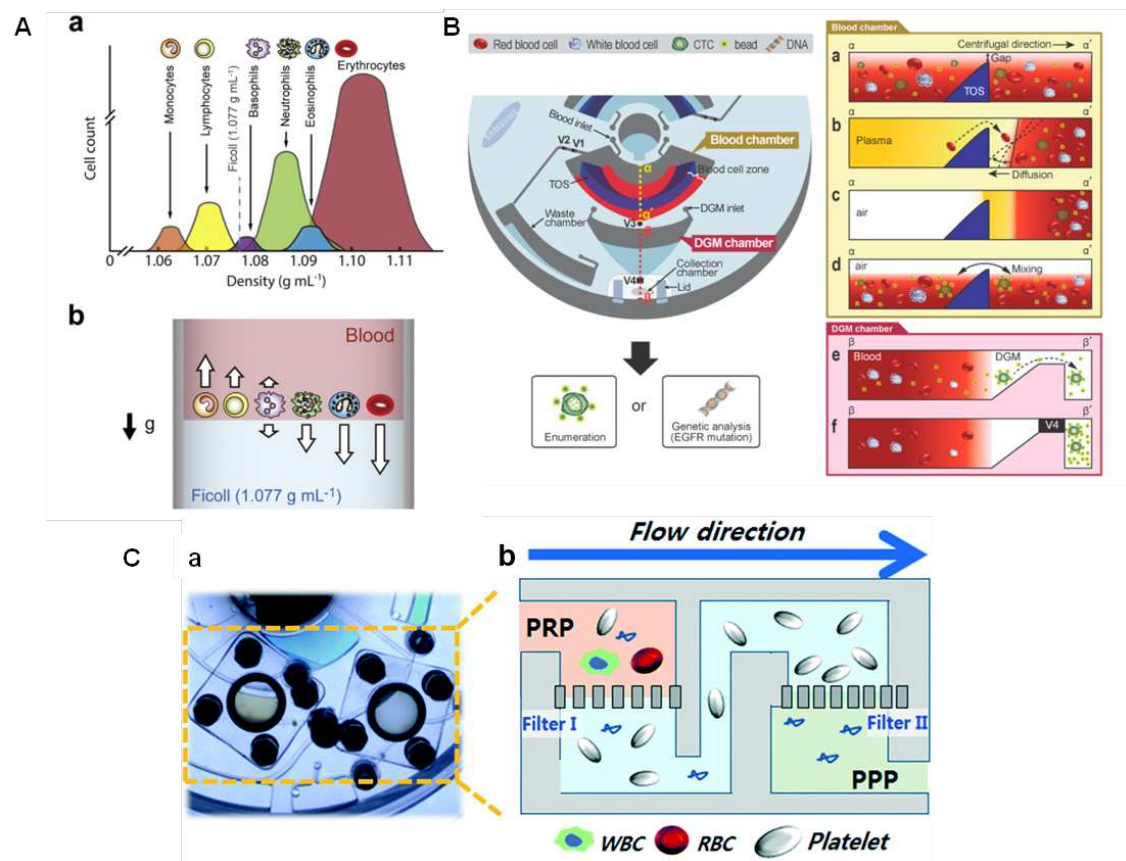 A
a
Monocytes
Lymphocytes
Ficoll (1.077 g mL-1)
Basophils
Neutrophils
Eosinophils
Erythrocytes
Cell count
0
1.06
1.07
1.08
1.09
1.10
1.11
Density (g mL-1)
b
Blood
g
Ficoll (1.077 g mL-1)
B
Red blood cell
White blood cell
CTC
bead
DNA
SAMSUNG
Blood inlet
V2
V1
Blood chamber
α
Blood cell zone
TOS
α'
DGM inlet
Waste chamber
V3
β
DGM chamber
Collection chamber
V4
Lid
β'
Enumeration
or
Genetic analysis
(EGFR mutation)
Blood chamber
α
Centrifugal direction
α'
a
Gap
TOS
b
α
α'
Plasma
Diffusion
c
α
α'
air
d
α
α'
air
Mixing
DGM chamber
β
β'
e
Blood
DGM
β
β'
f
V4
C
a
b
Flow direction
PRP
Filter I
Filter II
PPP
WBC
RBC
Platelet